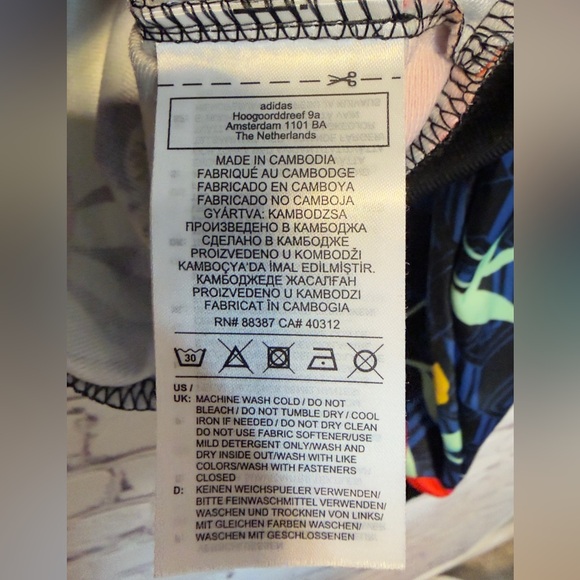 adidas
Hoogoorddreef 9a
Amsterdam 1101 BA
The Netherlands
MADE IN CAMBODIA
FABRIQUÉ AU CAMBODGE
FABRICADO EN CAMBOYA
FABRICADO NO CAMBOJA
GYÁRTVA: KAMBODZSA
ПРОИЗВЕДЕНО В КАМБОДЖА
СДЕЛАНО В КАМБОДЖЕ
PROIZVEDENO U KOMBODŽI
KAMBOÇYA'DA İMAL EDİLMİŞTİR.
КАМБОДЖЕДЕ ЖАСАЛҒАН
PROIZVEDENO U KAMBODZI
FABRICAT ÎN CAMBOGIA
RN# 88387 CA# 40312
30
US /
UK: MACHINE WASH COLD / DO NOT
BLEACH / DO NOT TUMBLE DRY / COOL
IRON IF NEEDED / DO NOT DRY CLEAN
DO NOT USE FABRIC SOFTENER/USE
MILD DETERGENT ONLY/WASH AND
DRY INSIDE OUT/WASH WITH LIKE
COLORS/WASH WITH FASTENERS
CLOSED
D: KEINEN WEICHSPUELER VERWENDEN/
BITTE FEINWASCHMITTEL VERWENDEN/
WASCHEN UND TROCKNEN VON LINKS/
MIT GLEICHEN FARBEN WASCHEN/
WASCHEN MIT GESCHLOSSENEN